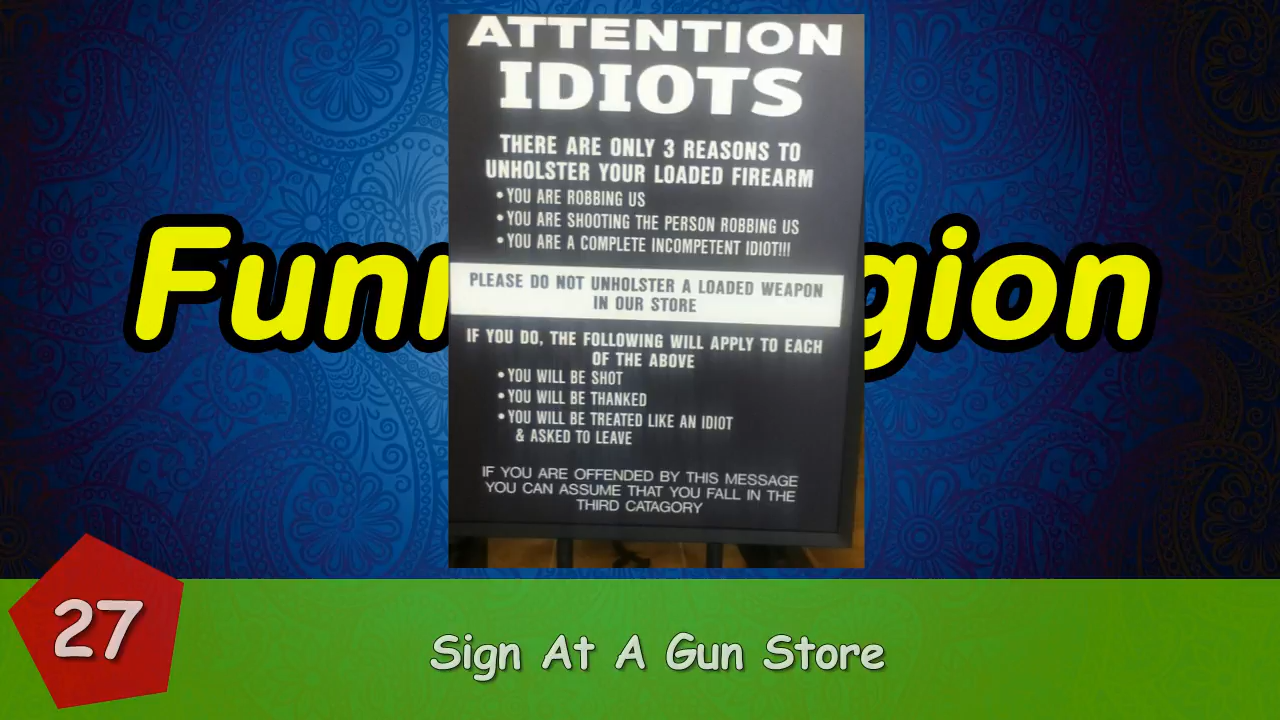 ATTENTION
IDIOTS
THERE ARE ONLY 3 REASONS TO
UNHOLSTER YOUR LOADED FIREARM
• YOU ARE ROBBING US
• YOU ARE SHOOTING THE PERSON ROBBING US
• YOU ARE A COMPLETE INCOMPETENT IDIOT!!!
PLEASE DO NOT UNHOLSTER A LOADED WEAPON
IN OUR STORE
IF YOU DO, THE FOLLOWING WILL APPLY TO EACH
OF THE ABOVE
• YOU WILL BE SHOT
• YOU WILL BE THANKED
• YOU WILL BE TREATED LIKE AN IDIOT
& ASKED TO LEAVE
IF YOU ARE OFFENDED BY THIS MESSAGE
YOU CAN ASSUME THAT YOU FALL IN THE
THIRD CATAGORY
27
Sign At A Gun Store